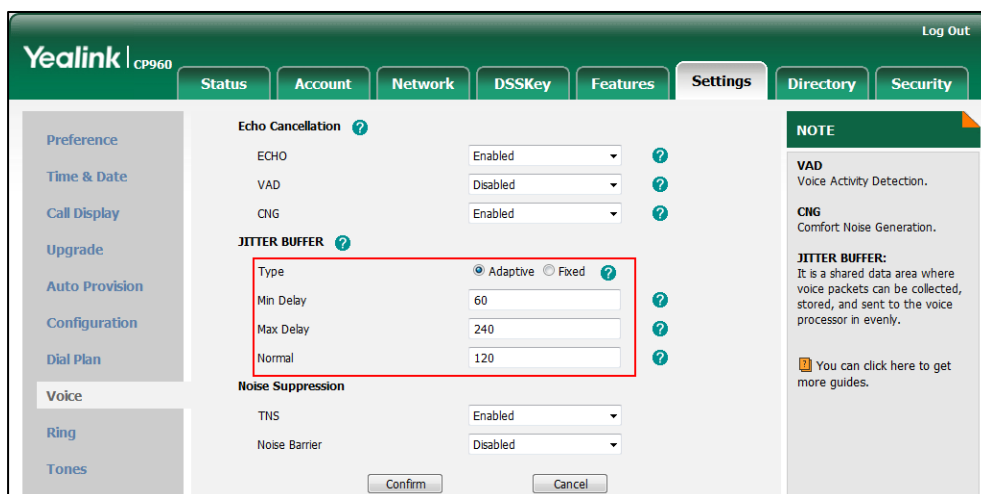 Log Out
Yealink CP960
Status Account Network DSSKey Features Settings Directory Security
Preference
Time & Date
Call Display
Upgrade
Auto Provision
Configuration
Dial Plan
Voice
Ring
Tones
Echo Cancellation ?
ECHO Enabled ?
VAD Disabled ?
CNG Enabled ?
JITTER BUFFER ?
Type Adaptive Fixed ?
Min Delay 60 ?
Max Delay 240 ?
Normal 120 ?
Noise Suppression
TNS Enabled
Noise Barrier Disabled
Confirm Cancel
NOTE
VAD
Voice Activity Detection.
CNG
Comfort Noise Generation.
JITTER BUFFER:
It is a shared data area where
voice packets can be collected,
stored, and sent to the voice
processor in evenly.
? You can click here to get
more guides.